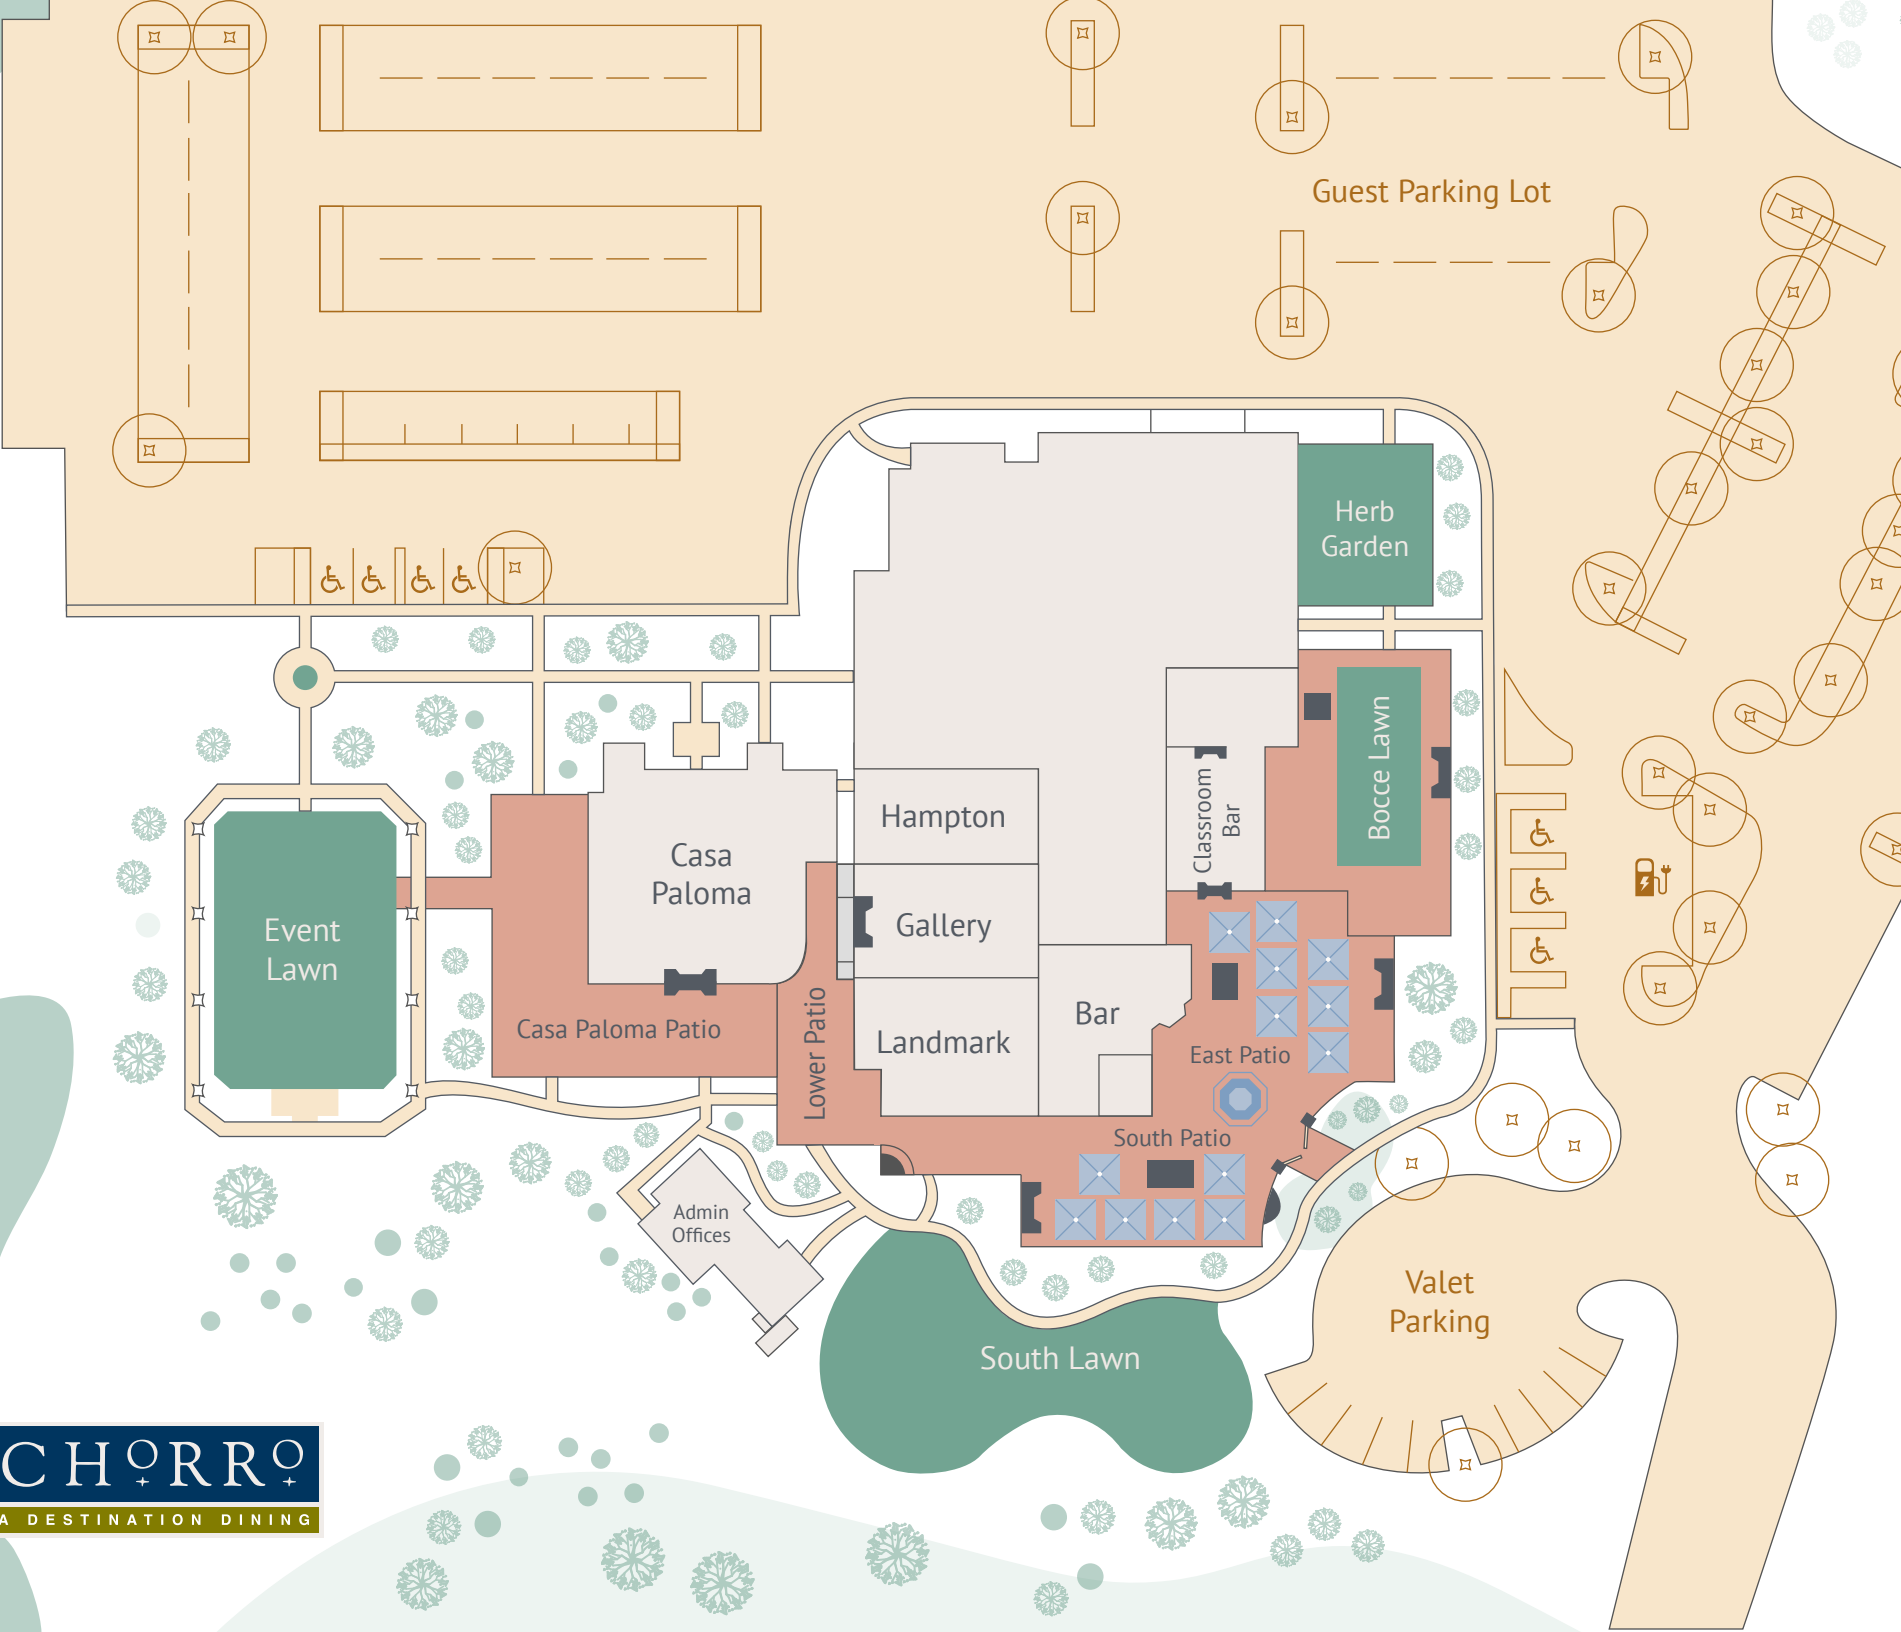 Guest Parking Lot
Herb
Garden
Bocce Lawn
Classroom
Bar
Hampton
Casa
Paloma
Gallery
Event
Lawn
Bar
Casa Paloma Patio
Lower Patio
Landmark
East Patio
South Patio
Admin
Offices
Valet
Parking
South Lawn
CHORRO
A DESTINATION DINING